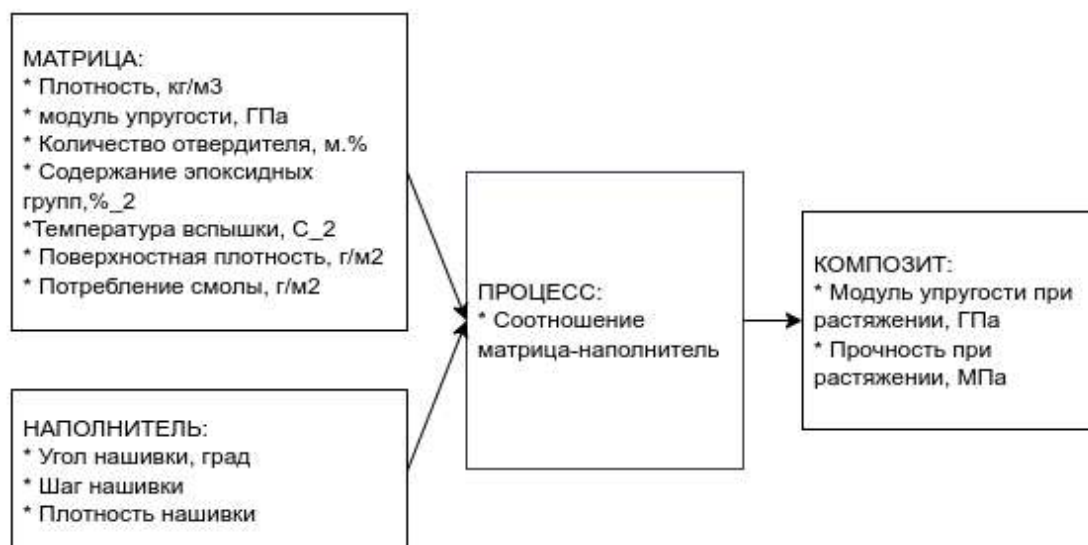 МАТРИЦА:
* Плотность, кг/м3
* модуль упругости, ГПа
* Количество отвердителя, м.%
* Содержание эпоксидных
групп,%_2
*Температура вспышки, С_2
* Поверхностная плотность, г/м2
* Потребление смолы, г/м2
НАПОЛНИТЕЛЬ:
* Угол нашивки, град
* Шаг нашивки
* Плотность нашивки
ПРОЦЕСС:
* Соотношение
матрица-наполнитель
КОМПОЗИТ:
* Модуль упругости при
растяжении, ГПа
* Прочность при
растяжении, МПа